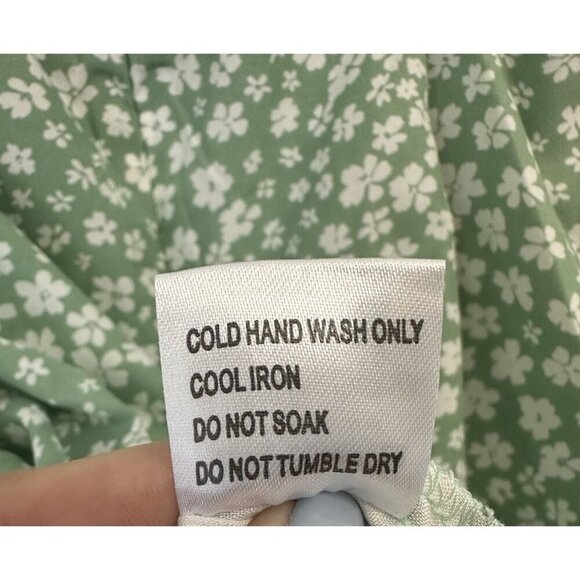 COLD HAND WASH ONLY
COOL IRON
DO NOT SOAK
DO NOT TUMBLE DRY